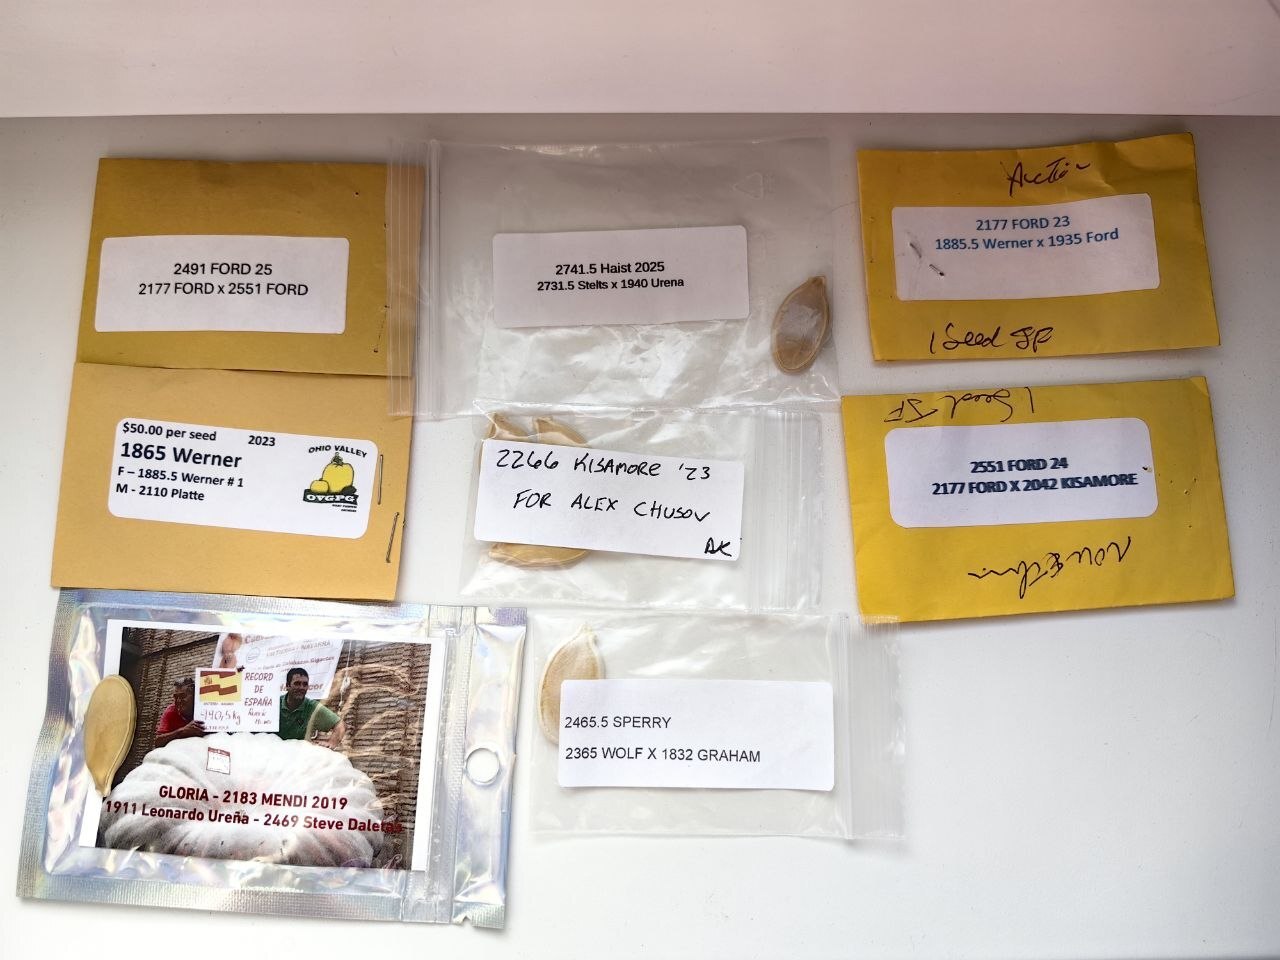 2491 FORD 25
2177 FORD x 2551 FORD
2741.5 Haist 2025
2731.5 Stelts x 1940 Urena
Auction
2177 FORD 23
1885.5 Werner x 1935 Ford
1 Seed JF
$50.00 per seed 2023
1865 Werner
F – 1885.5 Werner # 1
M - 2110 Platte
OHIO VALLEY
OVGPG
2266 KISAMORE '23
FOR ALEX CHUSOV
AK
1 Seed JF
2551 FORD 24
2177 FORD X 2042 KISAMORE
RECORD
DE
ESPAÑA
GLORIA - 2183 MENDI 2019
1911 Leonardo Ureña - 2469 Steve Daletas
2465.5 SPERRY
2365 WOLF X 1832 GRAHAM